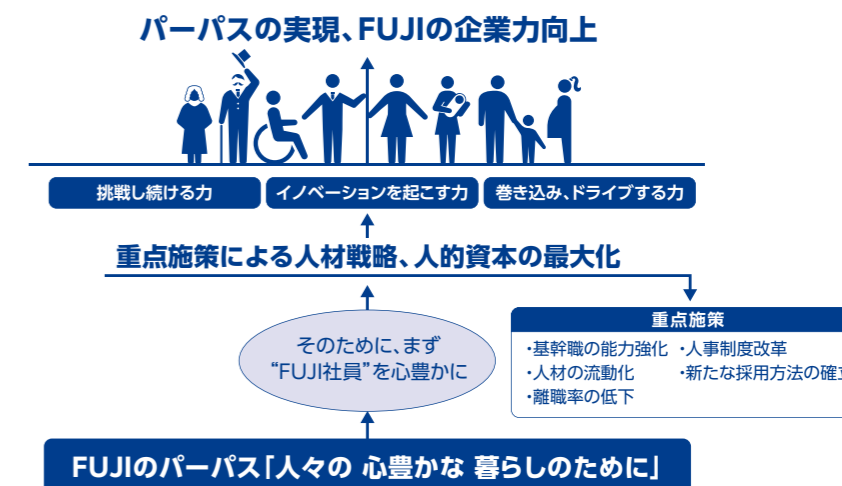 パーパスの実現、FUJIの企業力向上
挑戦し続ける力
イノベーションを起こす力
巻き込み、ドライブする力
重点施策による人材戦略、人的資本の最大化
そのために、まず
“FUJI社員”を心豊かに
重点施策
・基幹職の能力強化 ・人事制度改革
・人材の流動化 ・新たな採用方法の確立
・離職率の低下
FUJIのパーパス「人々の 心豊かな 暮らしのために」